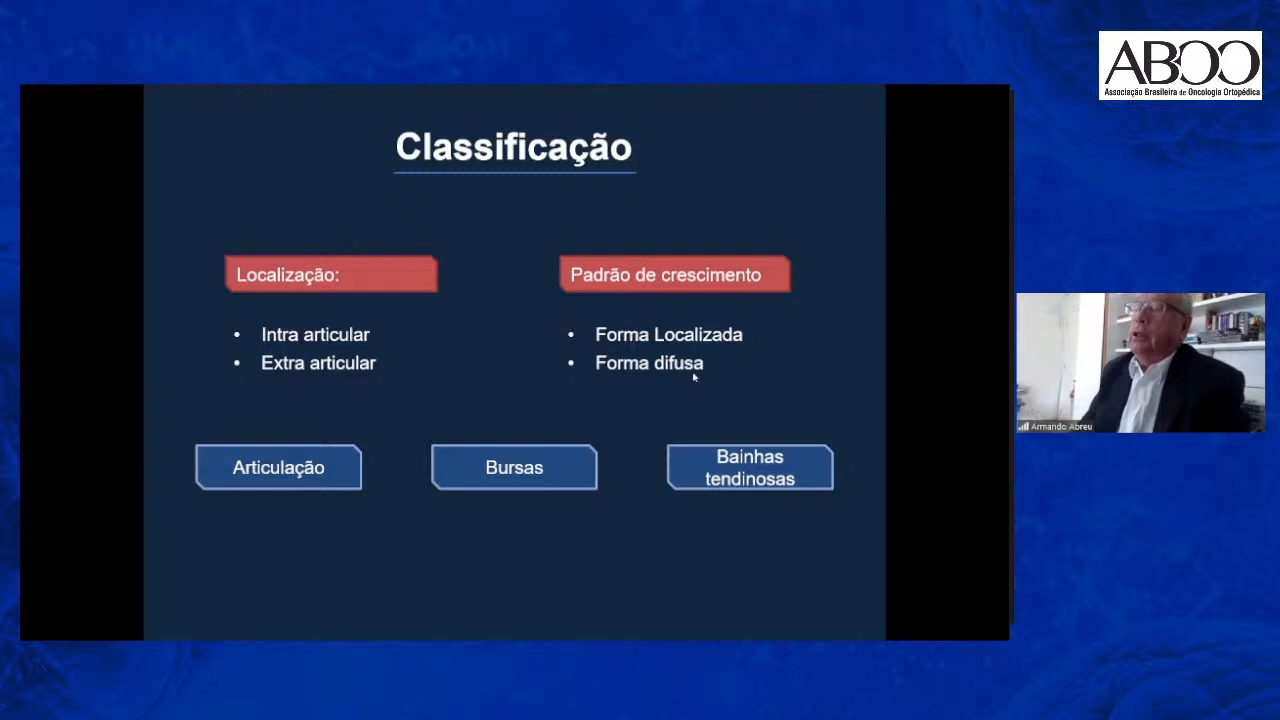 ABOO
Associação Brasileira de Oncologia Ortopédica
Classificação
Localização:
• Intra articular
• Extra articular
Padrão de crescimento
• Forma Localizada
• Forma difusa
Articulação
Bursas
Bainhas
tendinosas
Armando Abreu